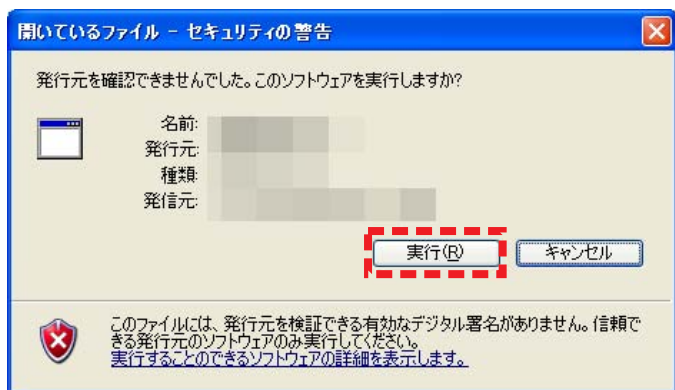 開いているファイル - セキュリティの警告
発行元を確認できませんでした。このソフトウェアを実行しますか?
名前:
発行元:
種類:
発信元:
実行(R)
キャンセル
このファイルには、発行元を検証できる有効なデジタル署名がありません。信頼で
きる発行元のソフトウェアのみ実行してください。
実行することのできるソフトウェアの詳細を表示します。